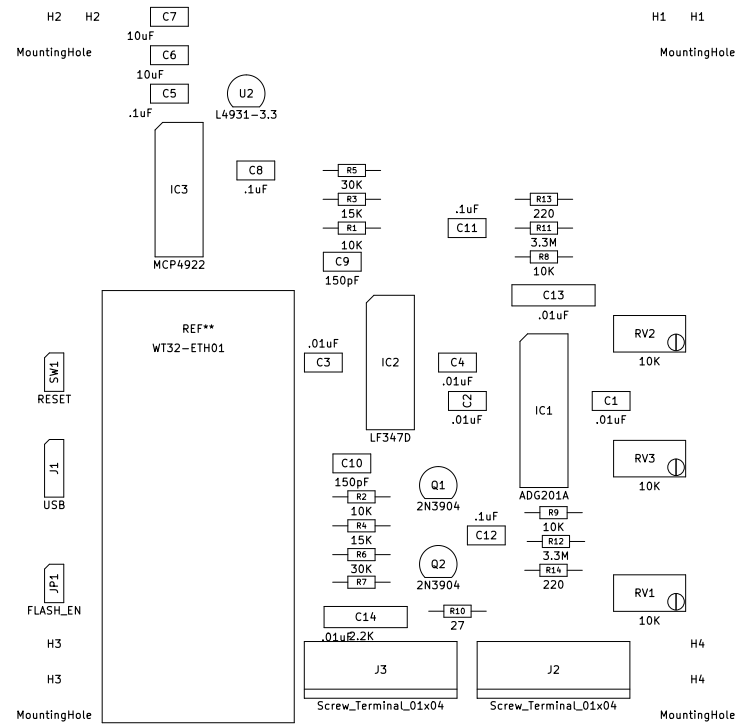 H2 H2 C7 H1 H1
10uF
MountingHole C6 MountingHole
10uF
C5 U2
.1uF L4931-3.3
C8 R5
IC3 .1uF 30K
R3 R13
15K .1uF 220
R1 C11 R11
10K 3.3M
MCP4922 C9 R8
150pF 10K
C13
.01uF
REF** RV2
WT32-ETH01 .01uF
SW1 C3 IC2 C4 10K
RESET .01uF
C2 IC1 C1
.01uF .01uF
LF347D
J1 C10 RV3
150pF Q1 10K
USB R2 2N3904 ADG201A
10K R9
R4 .1uF 10K
15K C12 R12
R6 Q2 3.3M
30K R14
JP1 R7 2N3904 220 RV1
FLASH_EN R10 10K
C14 27
.01uF 2.2K
H3 H4
J3 J2
H3 H4
Screw_Terminal_01x04 Screw_Terminal_01x04
MountingHole MountingHole